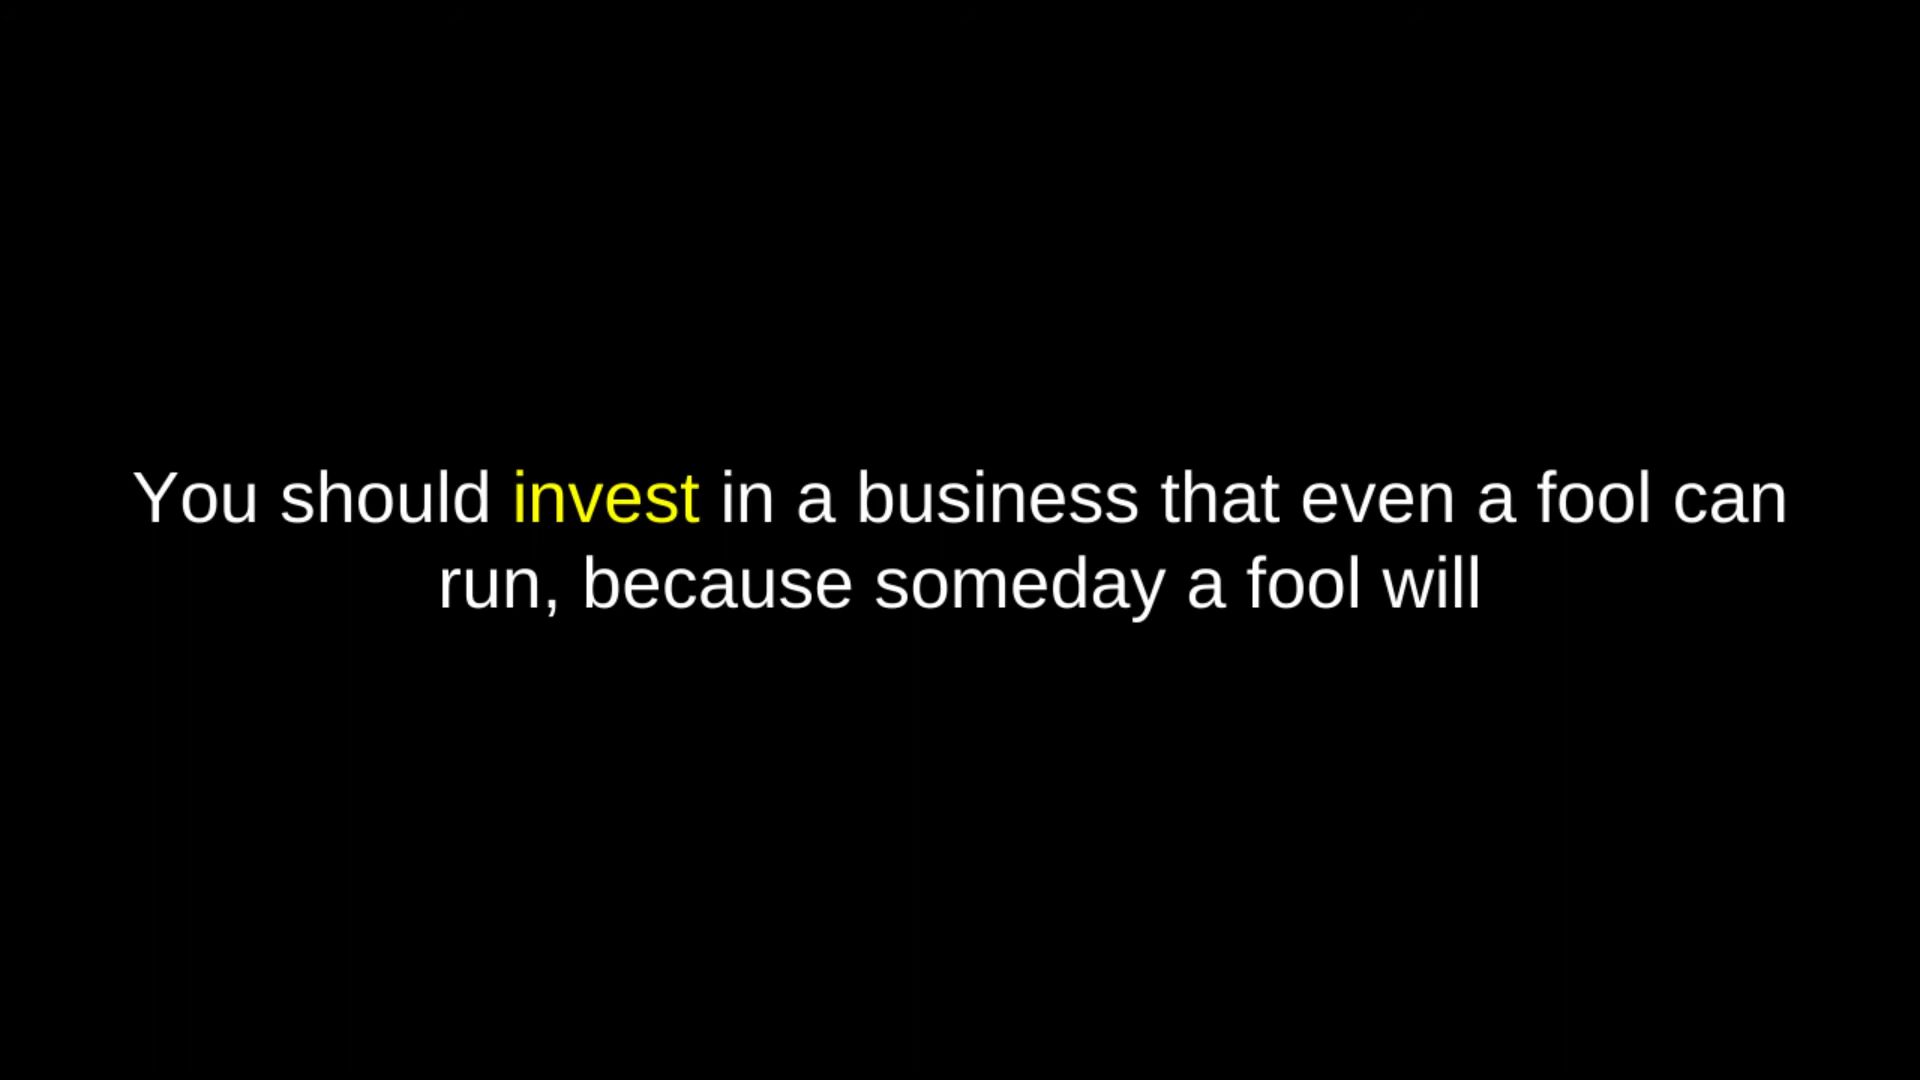 You should invest in a business that even a fool can
run, because someday a fool will